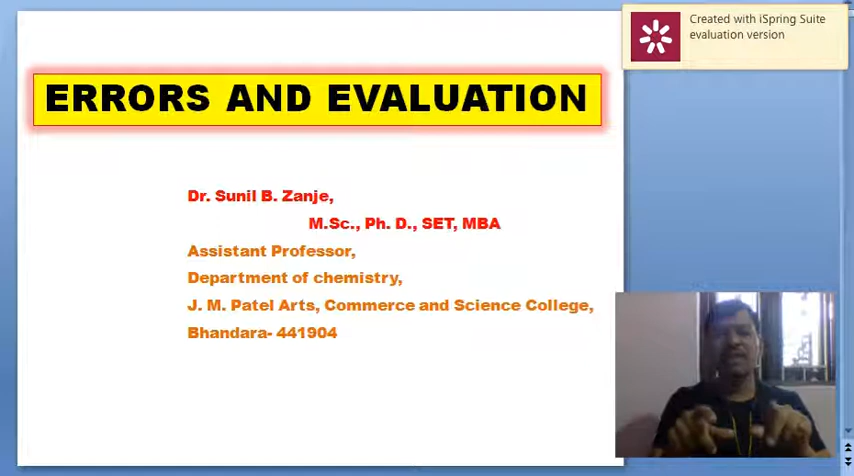 Created with iSpring Suite
evaluation version
ERRORS AND EVALUATION
Dr. Sunil B. Zanje,
M.Sc., Ph. D., SET, MBA
Assistant Professor,
Department of chemistry,
J. M. Patel Arts, Commerce and Science College,
Bhandara- 441904